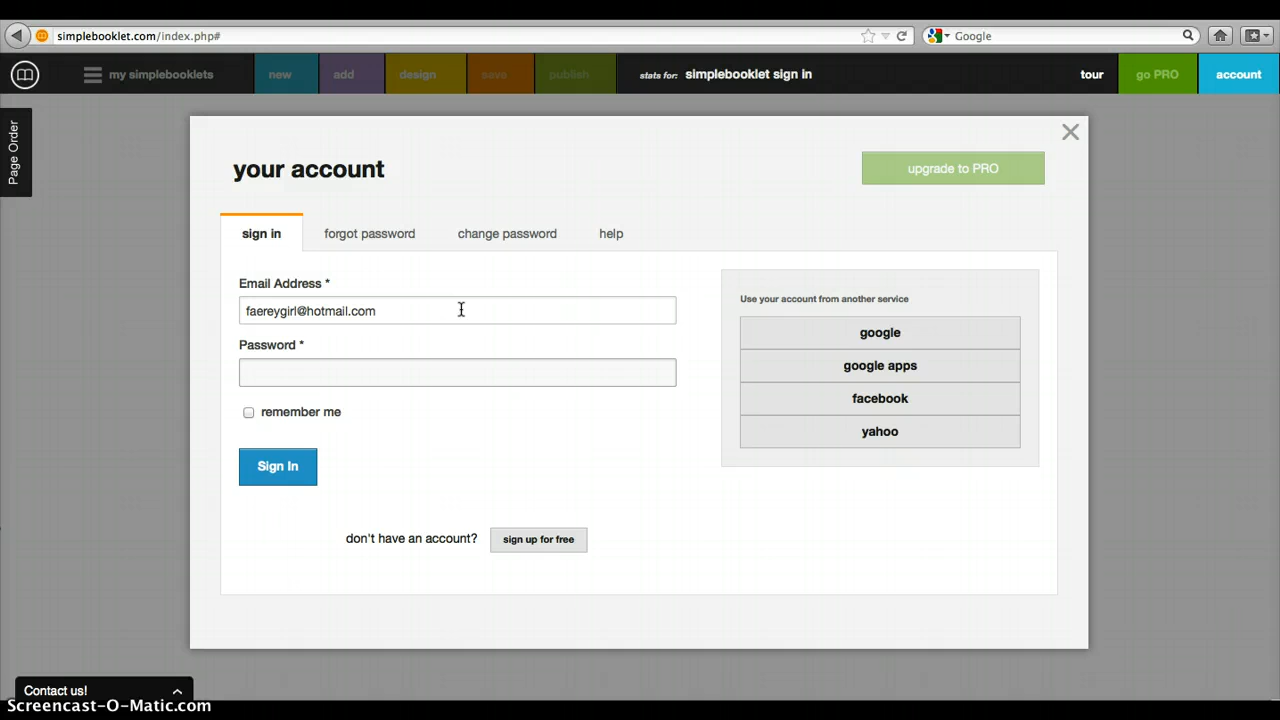 simplebooklet.com/index.php#
Google
my simplebooklets
new
add
design
save
publish
stats for: simplebooklet sign in
tour
go PRO
account
Page Order
your account
upgrade to PRO
sign in
forgot password
change password
help
Email Address *
faereygirl@hotmail.com
Password *
remember me
Sign In
don't have an account?
sign up for free
Use your account from another service
google
google apps
facebook
yahoo
Contact us!
Screencast-O-Matic.com